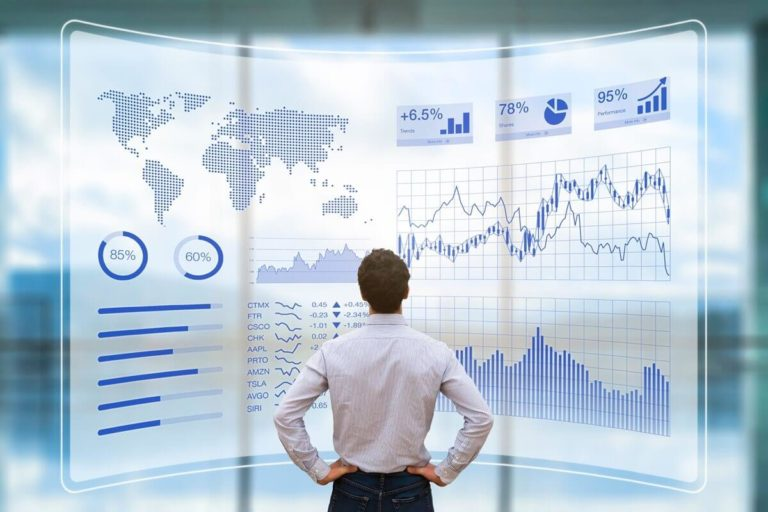 +6.5%
Trends
78%
Shares
95%
Performance
85%
60%
CTMX 0.45 +0.45%
FTR -0.23 -2.34%
CSCO -1.01 -1.89%
CHK 0.02
AAPL
PRTO
AMZN
TSLA
AVGO
SIRI